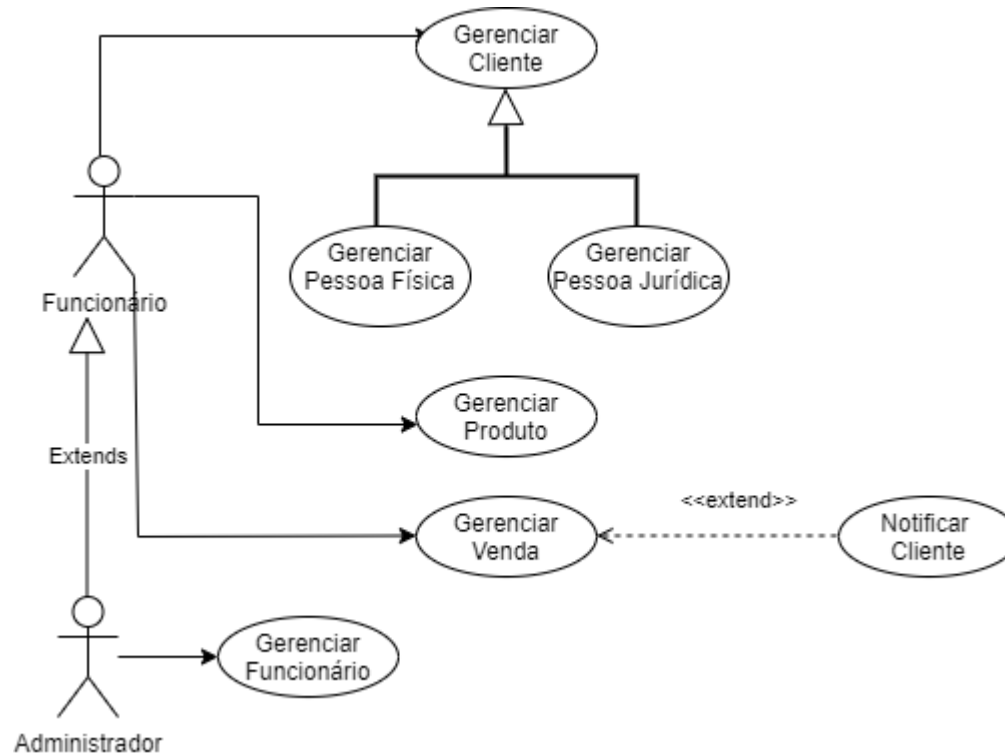 Gerenciar
Cliente
Gerenciar
Pessoa Física
Gerenciar
Pessoa Jurídica
Funcionário
Gerenciar
Produto
Extends
<<extend>>
Gerenciar
Venda
Notificar
Cliente
Gerenciar
Funcionário
Administrador